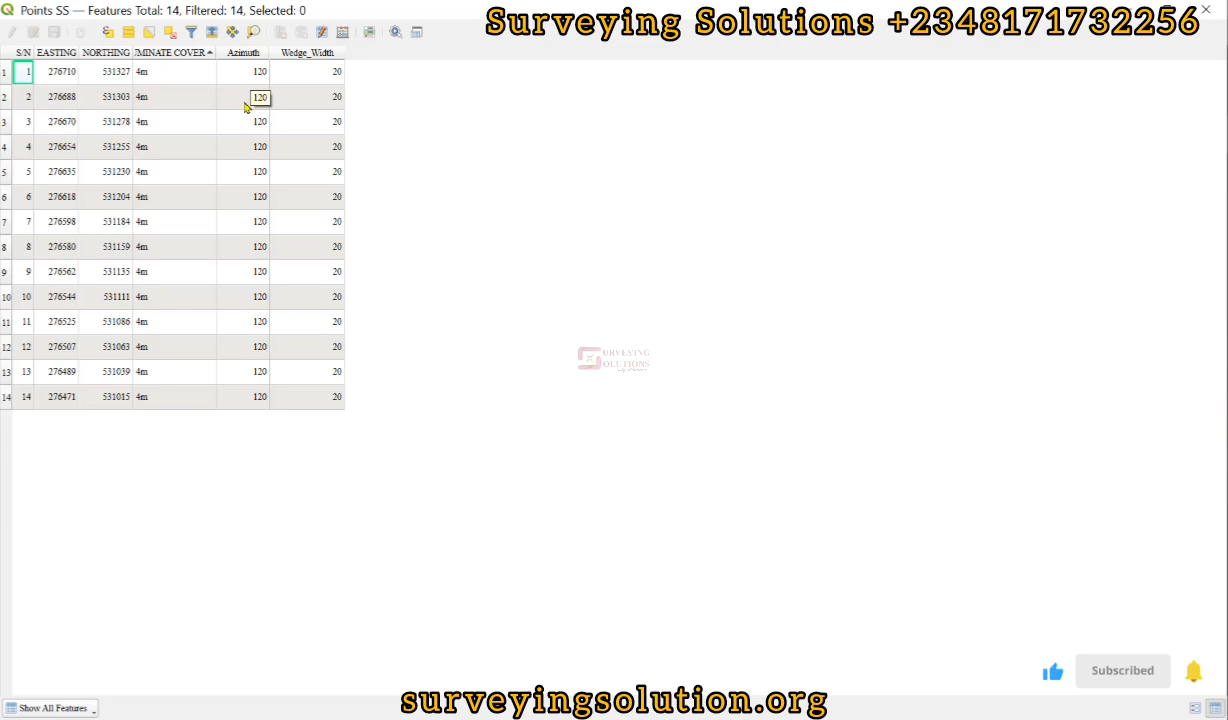 Points SS — Features Total: 14, Filtered: 14, Selected: 0
Surveying Solutions +2348171732256
S/N EASTING NORTHING MINATE COVER Azimuth Wedge_Width
1 1 276710 531327 4m 120 20
2 2 276688 531303 4m 120 20
3 3 276670 531278 4m 120 20
4 4 276654 531255 4m 120 20
5 5 276635 531230 4m 120 20
6 6 276618 531204 4m 120 20
7 7 276598 531184 4m 120 20
8 8 276580 531159 4m 120 20
9 9 276562 531135 4m 120 20
10 10 276544 531111 4m 120 20
11 11 276525 531086 4m 120 20
12 12 276507 531063 4m 120 20
13 13 276489 531039 4m 120 20
14 14 276471 531015 4m 120 20
URVEYING
SOLUTIONS
Subscribed
surveyingsolution.org
Show All Features